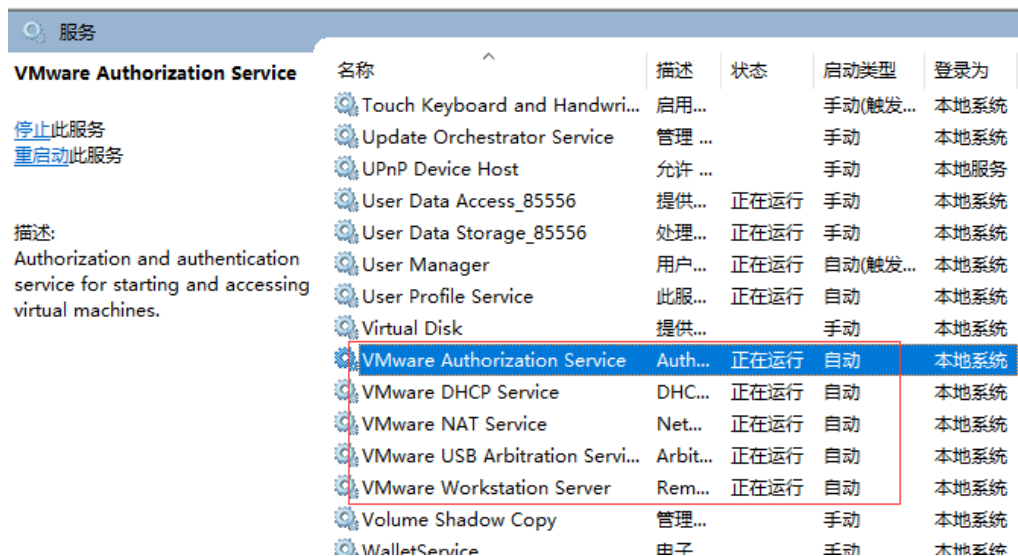 服务
VMware Authorization Service
停止此服务
重启动此服务
描述:
Authorization and authentication
service for starting and accessing
virtual machines.
名称 描述 状态 启动类型 登录为
Touch Keyboard and Handwri... 启用... 手动(触发... 本地系统
Update Orchestrator Service 管理 ... 手动 本地系统
UPnP Device Host 允许 ... 手动 本地服务
User Data Access_85556 提供... 正在运行 手动 本地系统
User Data Storage_85556 处理... 正在运行 手动 本地系统
User Manager 用户... 正在运行 自动(触发... 本地系统
User Profile Service 此服... 正在运行 自动 本地系统
Virtual Disk 提供... 手动 本地系统
VMware Authorization Service Auth... 正在运行 自动 本地系统
VMware DHCP Service DHC... 正在运行 自动 本地系统
VMware NAT Service Net... 正在运行 自动 本地系统
VMware USB Arbitration Servi... Arbit... 正在运行 自动 本地系统
VMware Workstation Server Rem... 正在运行 自动 本地系统
Volume Shadow Copy 管理... 手动 本地系统
WalletService 电子 手动 本地系统